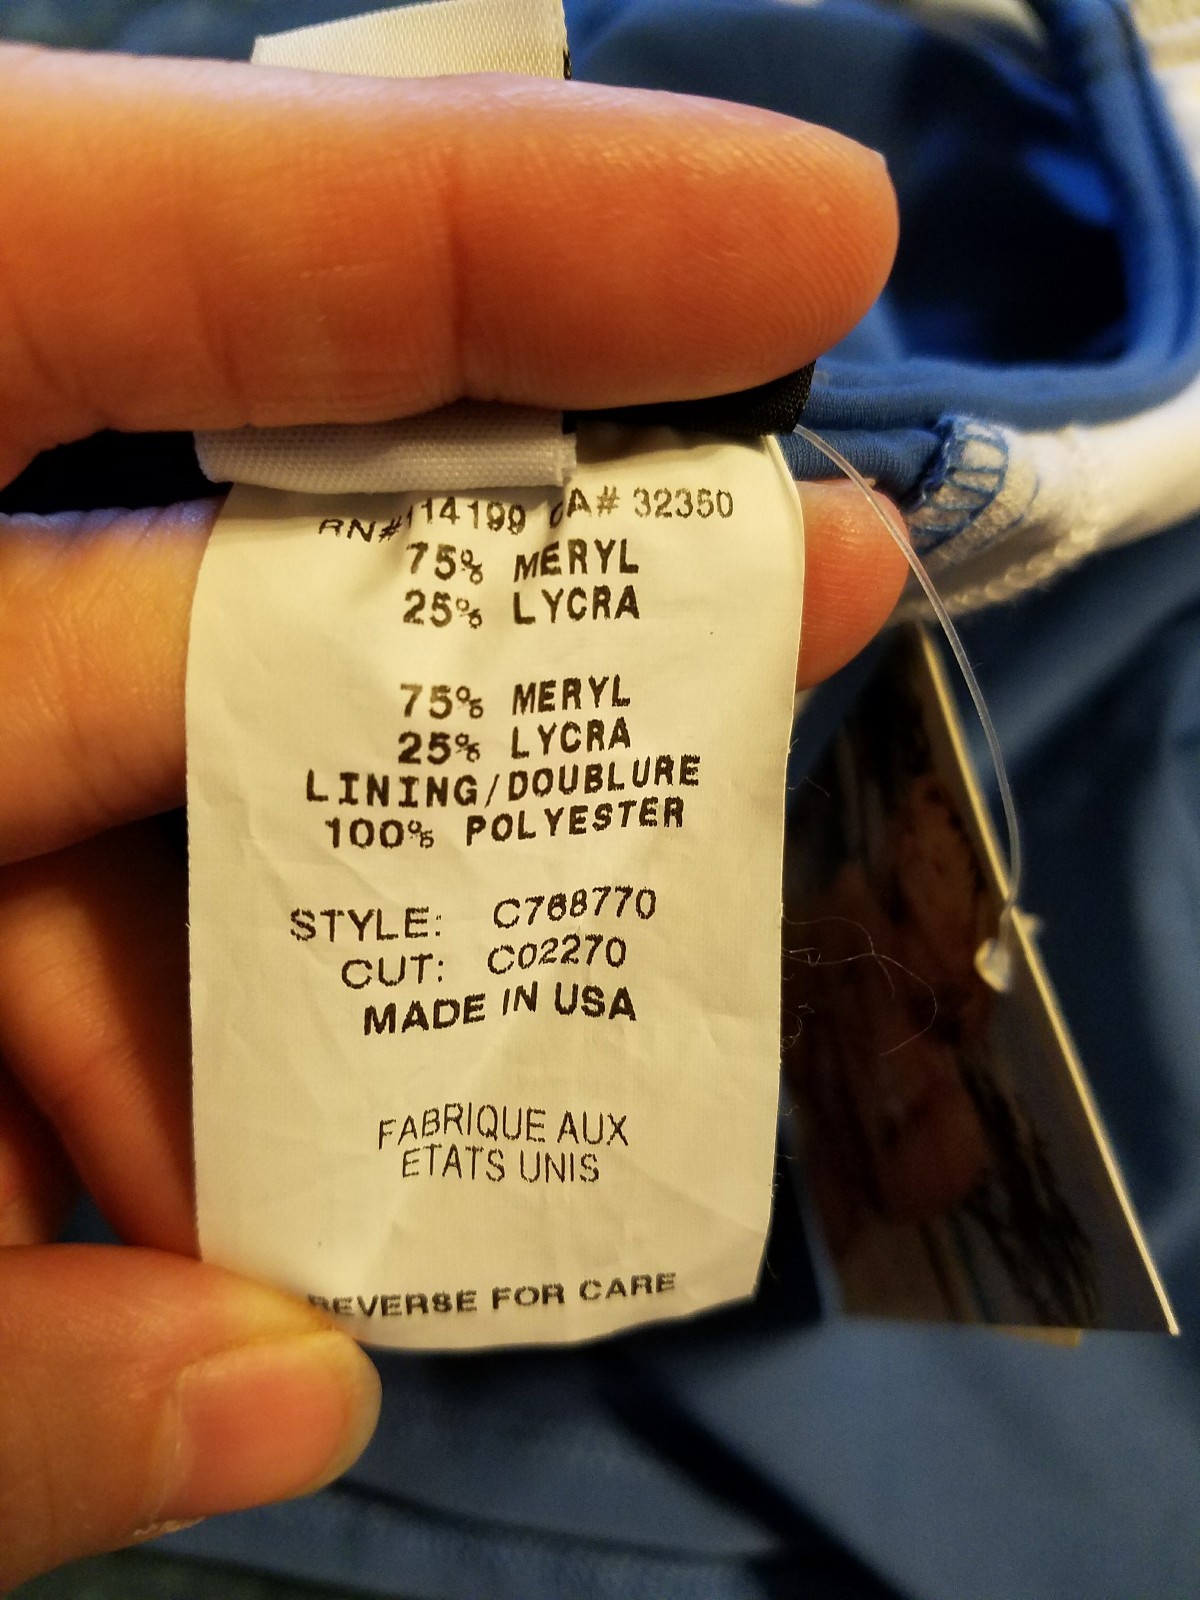 RN#114199 CA# 32350
75% MERYL
25% LYCRA
75% MERYL
25% LYCRA
LINING/DOUBLURE
100% POLYESTER
STYLE: C768770
CUT: C02270
MADE IN USA
FABRIQUE AUX
ETATS UNIS
REVERSE FOR CARE